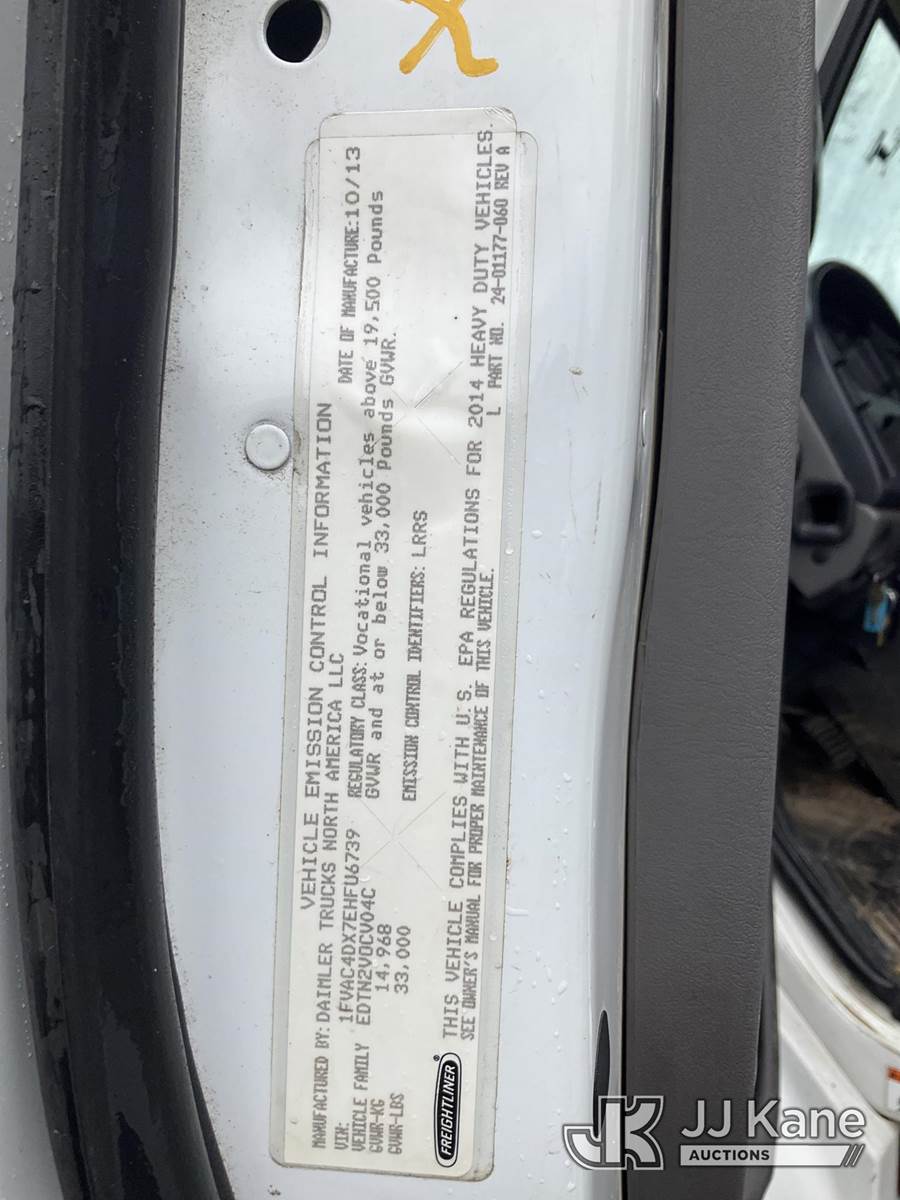 X
VEHICLE EMISSION CONTROL INFORMATION
MANUFACTURED BY: DAIMLER TRUCKS NORTH AMERICA LLC DATE OF MANUFACTURE: 10/13
VIN: 1FVAC4DX7EHFU6739 REGULATORY CLASS: Vocational vehicles above 19,500 Pounds
VEHICLE FAMILY EDTN2VOCV04C GVWR and at or below 33,000 Pounds GVWR.
GVWR-KG 14,968
GVWR-LBS 33,000 EMISSION CONTROL IDENTIFIERS: LRRS
FREIGHTLINER®
THIS VEHICLE COMPLIES WITH U.S. EPA REGULATIONS FOR 2014 HEAVY DUTY VEHICLES.
SEE OWNER'S MANUAL FOR PROPER MAINTENANCE OF THIS VEHICLE. L PART NO. 24-01177-060 REV A
JK JJ Kane
AUCTIONS